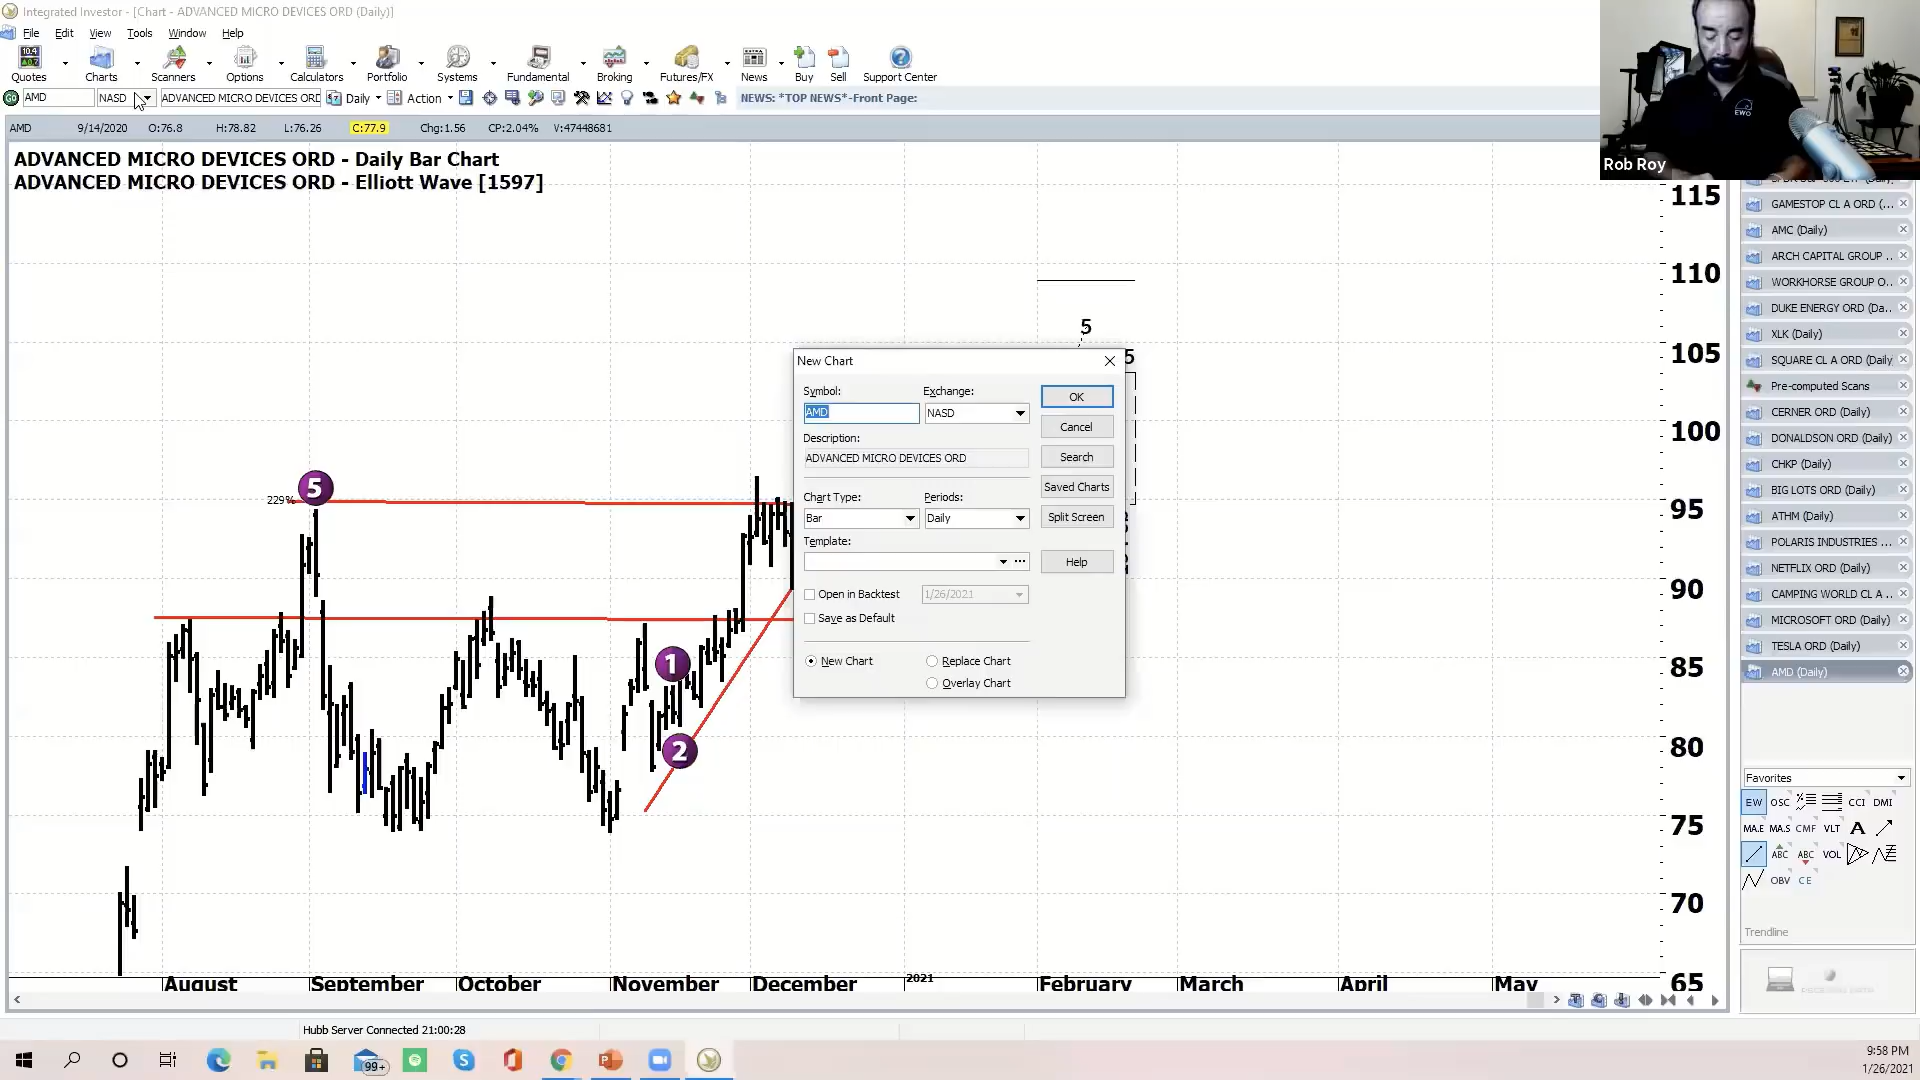 Integrated Investor - [Chart - ADVANCED MICRO DEVICES ORD (Daily)]
File Edit View Tools Window Help
Quotes Charts Scanners Options Calculators Portfolio Systems Fundamental Broking Futures/FX News Buy Sell Support Center
AMD NASD ADVANCED MICRO DEVICES ORD Daily Action NEWS: *TOP NEWS*-Front Page:
AMD 9/14/2020 O:76.8 H:78.82 L:76.26 C:77.9 Chg:1.56 CP:2.04% V:47448681
ADVANCED MICRO DEVICES ORD - Daily Bar Chart
ADVANCED MICRO DEVICES ORD - Elliott Wave [1597]
EWO
Rob Roy
115
110
105
100
95
90
85
80
75
70
65
5
5
229%
5
1
2
New Chart
Symbol: Exchange:
AMD NASD
Description:
ADVANCED MICRO DEVICES ORD
Chart Type: Periods:
Bar Daily
Template:
Open in Backtest 1/26/2021
Save as Default
New Chart Replace Chart
Overlay Chart
OK
Cancel
Search
Saved Charts
Split Screen
Help
GAMESTOP CL A ORD (...
AMC (Daily)
ARCH CAPITAL GROUP ..
WORKHORSE GROUP O..
DUKE ENERGY ORD (Da..
XLK (Daily)
SQUARE CL A ORD (Daily
Pre-computed Scans
CERNER ORD (Daily)
DONALDSON ORD (Daily)
CHKP (Daily)
BIG LOTS ORD (Daily)
ATHM (Daily)
POLARIS INDUSTRIES ...
NETFLIX ORD (Daily)
CAMPING WORLD CL A ..
MICROSOFT ORD (Daily)
TESLA ORD (Daily)
AMD (Daily)
Favorites
EW OSC CCI DMI
MA.E MA.S CMF VLT A
ABC ABC VOL
OBV CE
Trendline
August September October November December 2021 February March April May
Hubb Server Connected 21:00:28
99+
9:58 PM
1/26/2021